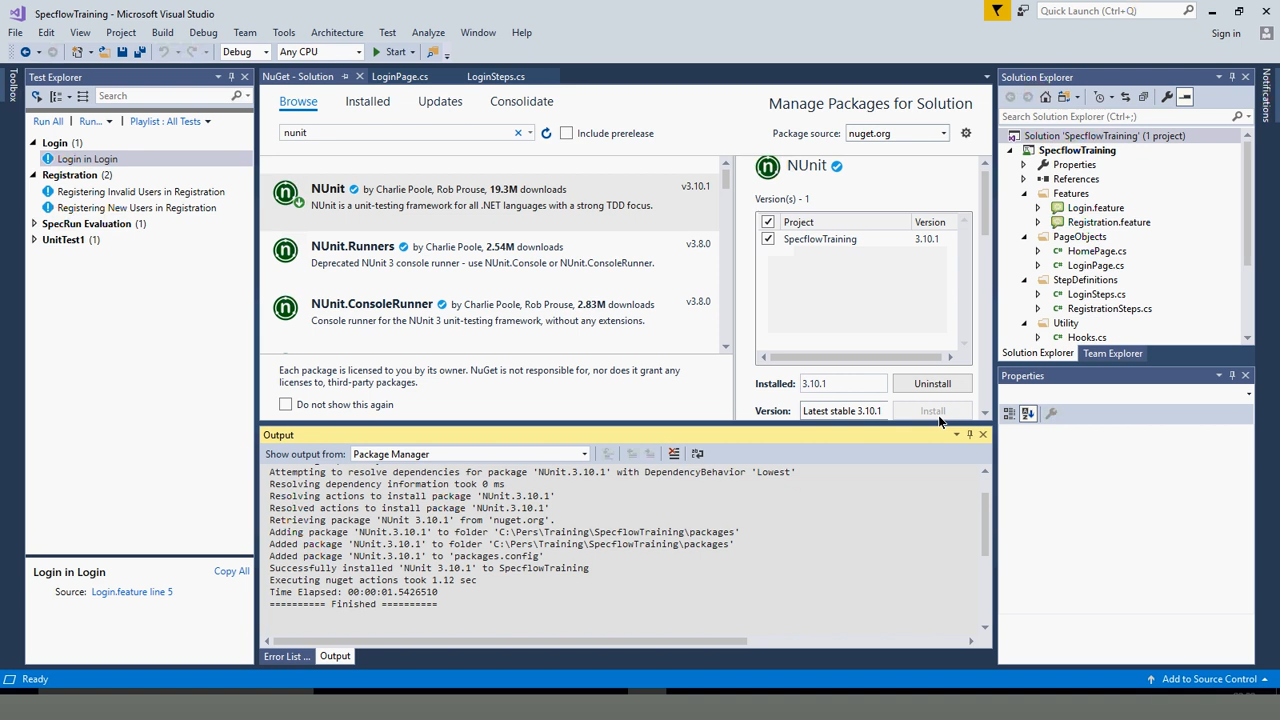 SpecflowTraining - Microsoft Visual Studio
Quick Launch (Ctrl+Q)
File Edit View Project Build Debug Team Tools Architecture Test Analyze Window Help
Sign in
Debug Any CPU Start
Toolbox
Test Explorer
Search
Run All Run... Playlist : All Tests
Login (1)
Login in Login
Registration (2)
Registering Invalid Users in Registration
Registering New Users in Registration
SpecRun Evaluation (1)
UnitTest1 (1)
Login in Login
Copy All
Source: Login.feature line 5
NuGet - Solution LoginPage.cs LoginSteps.cs
Browse Installed Updates Consolidate
Manage Packages for Solution
nunit
Include prerelease
Package source: nuget.org
n NUnit by Charlie Poole, Rob Prouse, 19.3M downloads v3.10.1
NUnit is a unit-testing framework for all .NET languages with a strong TDD focus.
n NUnit.Runners by Charlie Poole, 2.54M downloads v3.8.0
Deprecated NUnit 3 console runner - use NUnit.Console or NUnit.ConsoleRunner.
n NUnit.ConsoleRunner by Charlie Poole, Rob Prouse, 2.83M downloads v3.8.0
Console runner for the NUnit 3 unit-testing framework, without any extensions.
Each package is licensed to you by its owner. NuGet is not responsible for, nor does it grant any
licenses to, third-party packages.
Do not show this again
n NUnit
Version(s) - 1
Project Version
SpecflowTraining 3.10.1
Installed: 3.10.1 Uninstall
Version: Latest stable 3.10.1 Install
Output
Show output from: Package Manager
Attempting to resolve dependencies for package 'NUnit.3.10.1' with DependencyBehavior 'Lowest'
Resolving dependency information took 0 ms
Resolving actions to install package 'NUnit.3.10.1'
Resolved actions to install package 'NUnit.3.10.1'
Retrieving package 'NUnit 3.10.1' from 'nuget.org'.
Adding package 'NUnit.3.10.1' to folder 'C:\Pers\Training\SpecflowTraining\packages'
Added package 'NUnit.3.10.1' to folder 'C:\Pers\Training\SpecflowTraining\packages'
Added package 'NUnit.3.10.1' to 'packages.config'
Successfully installed 'NUnit 3.10.1' to SpecflowTraining
Executing nuget actions took 1.12 sec
Time Elapsed: 00:00:01.5426510
========== Finished ==========
Error List ... Output
Solution Explorer
Search Solution Explorer (Ctrl+;)
Solution 'SpecflowTraining' (1 project)
SpecflowTraining
Properties
References
Features
Login.feature
Registration.feature
PageObjects
HomePage.cs
LoginPage.cs
StepDefinitions
LoginSteps.cs
RegistrationSteps.cs
Utility
Hooks.cs
Solution Explorer Team Explorer
Properties
Notifications
Ready
Add to Source Control